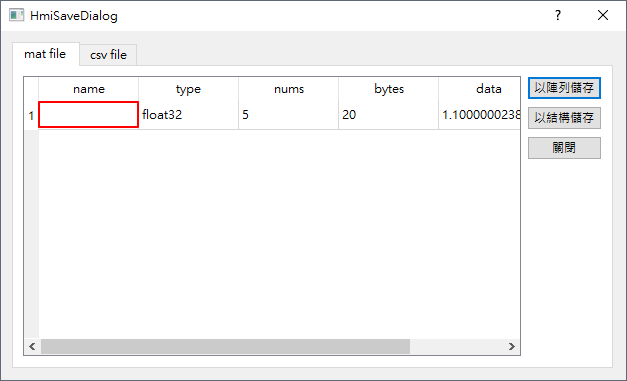 HmiSaveDialog
mat file csv file
name type nums bytes data
1 float32 5 20 1.1000000238
以陣列儲存
以結構儲存
關閉